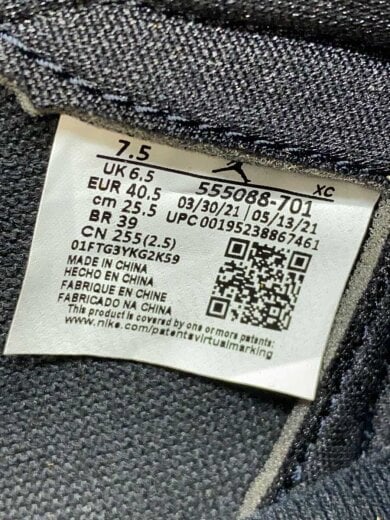 7.5
XC
UK 6.5
EUR 40.5
555088-701
cm 25.5
03/30/21 | 05/13/21
BR 39
UPC 00195238867461
CN 255(2.5)
01FTG3YKG2K59
MADE IN CHINA
HECHO EN CHINA
FABRIQUE EN CHINE
FABRICADO NA CHINA
This product is covered by one or more patents
www.nike.com/patentsvirtualmarking